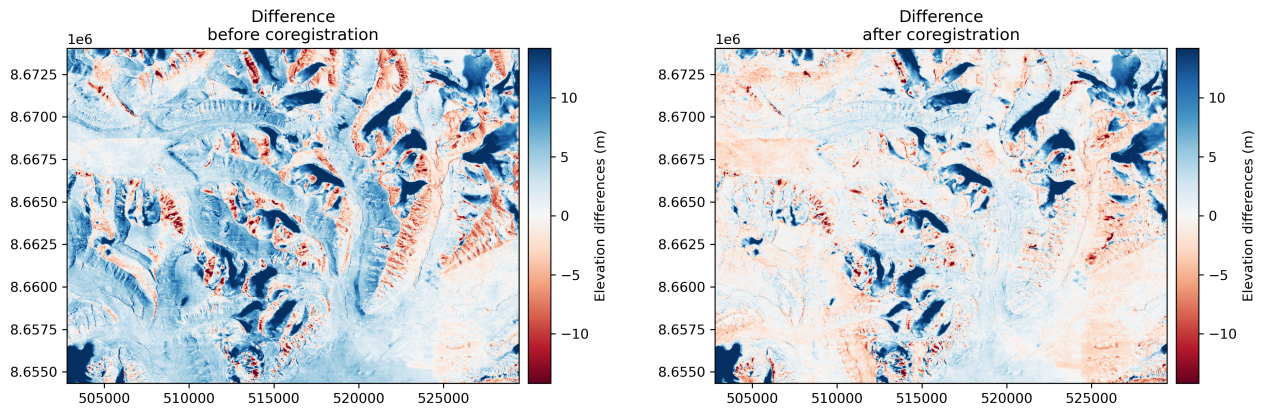 Difference
before coregistration
1e6
8.6725
8.6700
8.6675
8.6650
8.6625
8.6600
8.6575
8.6550
505000 510000 515000 520000 525000
10
5
0
−5
−10
Elevation differences (m)
Difference
after coregistration
1e6
8.6725
8.6700
8.6675
8.6650
8.6625
8.6600
8.6575
8.6550
505000 510000 515000 520000 525000
10
5
0
−5
−10
Elevation differences (m)